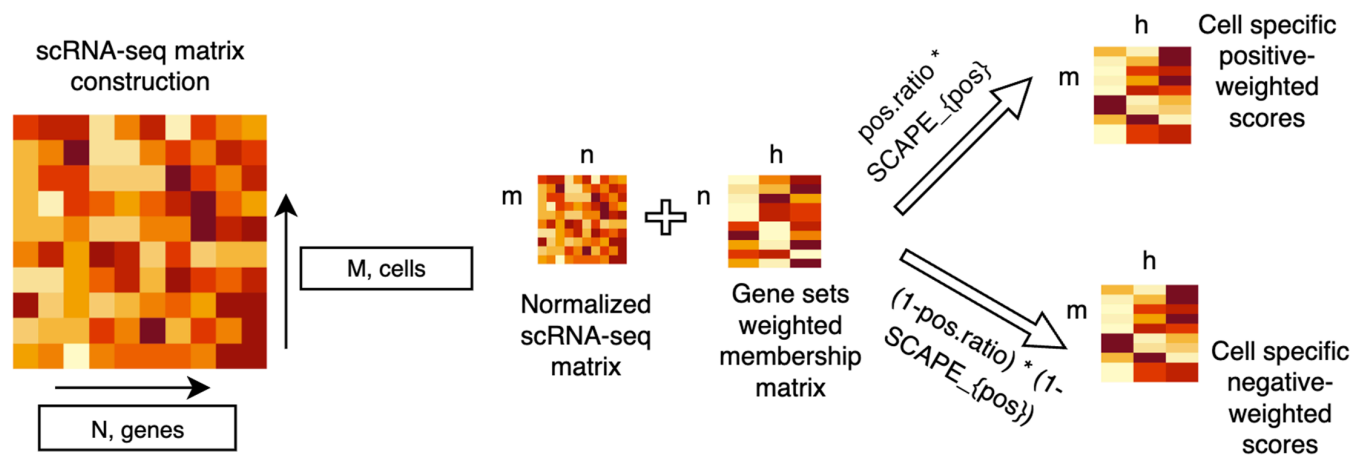 scRNA-seq matrix
construction
M, cells
N, genes
n
m
Normalized
scRNA-seq
matrix
h
n
Gene sets
weighted
membership
matrix
pos.ratio *
SCAPE_{pos}
(1-pos.ratio) * (1-
SCAPE_{pos})
h
m
Cell specific
positive-
weighted
scores
h
m
Cell specific
negative-
weighted
scores